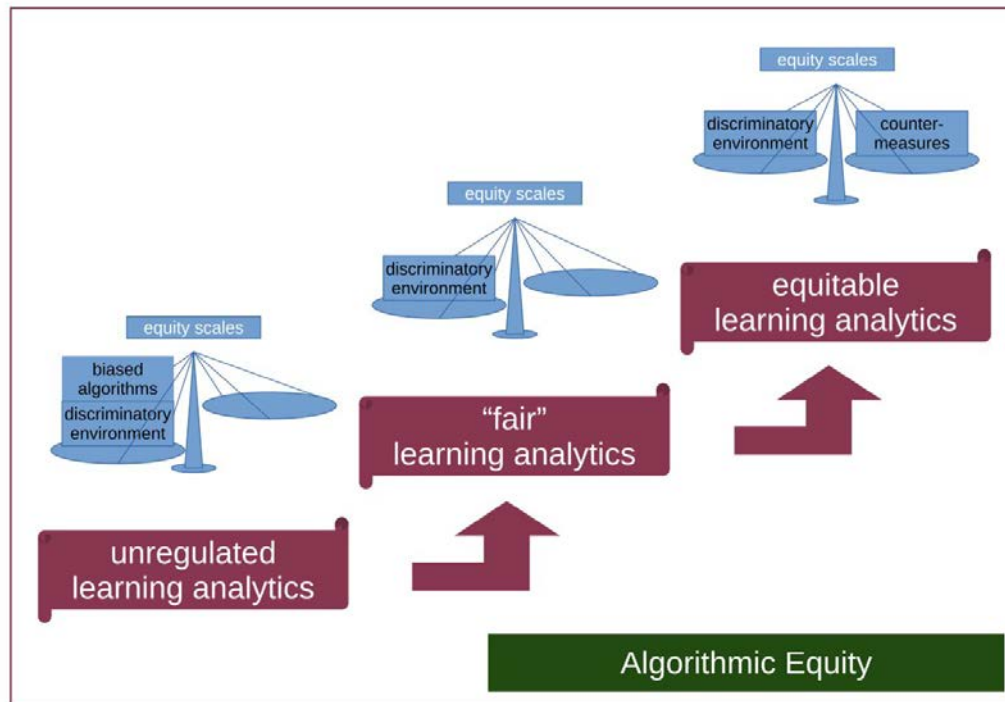 equity scales
discriminatory
environment
counter-
measures
equitable
learning analytics
equity scales
discriminatory
environment
“fair”
learning analytics
equity scales
biased
algorithms
discriminatory
environment
unregulated
learning analytics
Algorithmic Equity